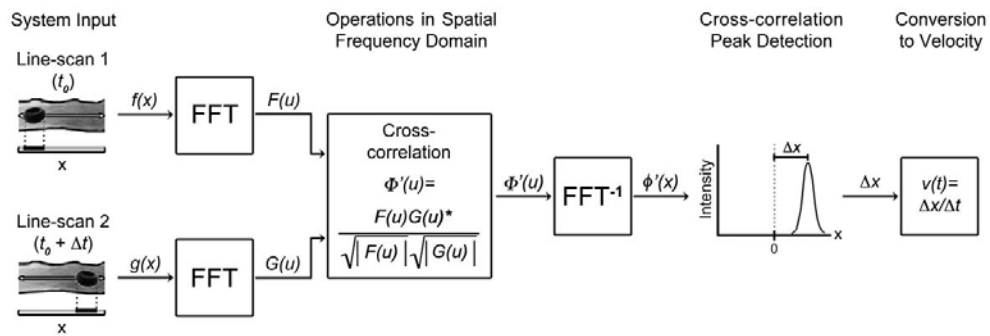 System Input
Operations in Spatial
Frequency Domain
Cross-correlation
Peak Detection
Conversion
to Velocity
Line-scan 1
(t₀)
f(x)
FFT
F(u)
x
Line-scan 2
(t₀ + Δt)
g(x)
FFT
G(u)
x
Cross-
correlation
Φ'(u)=
F(u)G(u)*
√|F(u)|√|G(u)|
Φ'(u)
FFT⁻¹
ϕ'(x)
Intensity
Δx
0
x
Δx
v(t)=
Δx/Δt